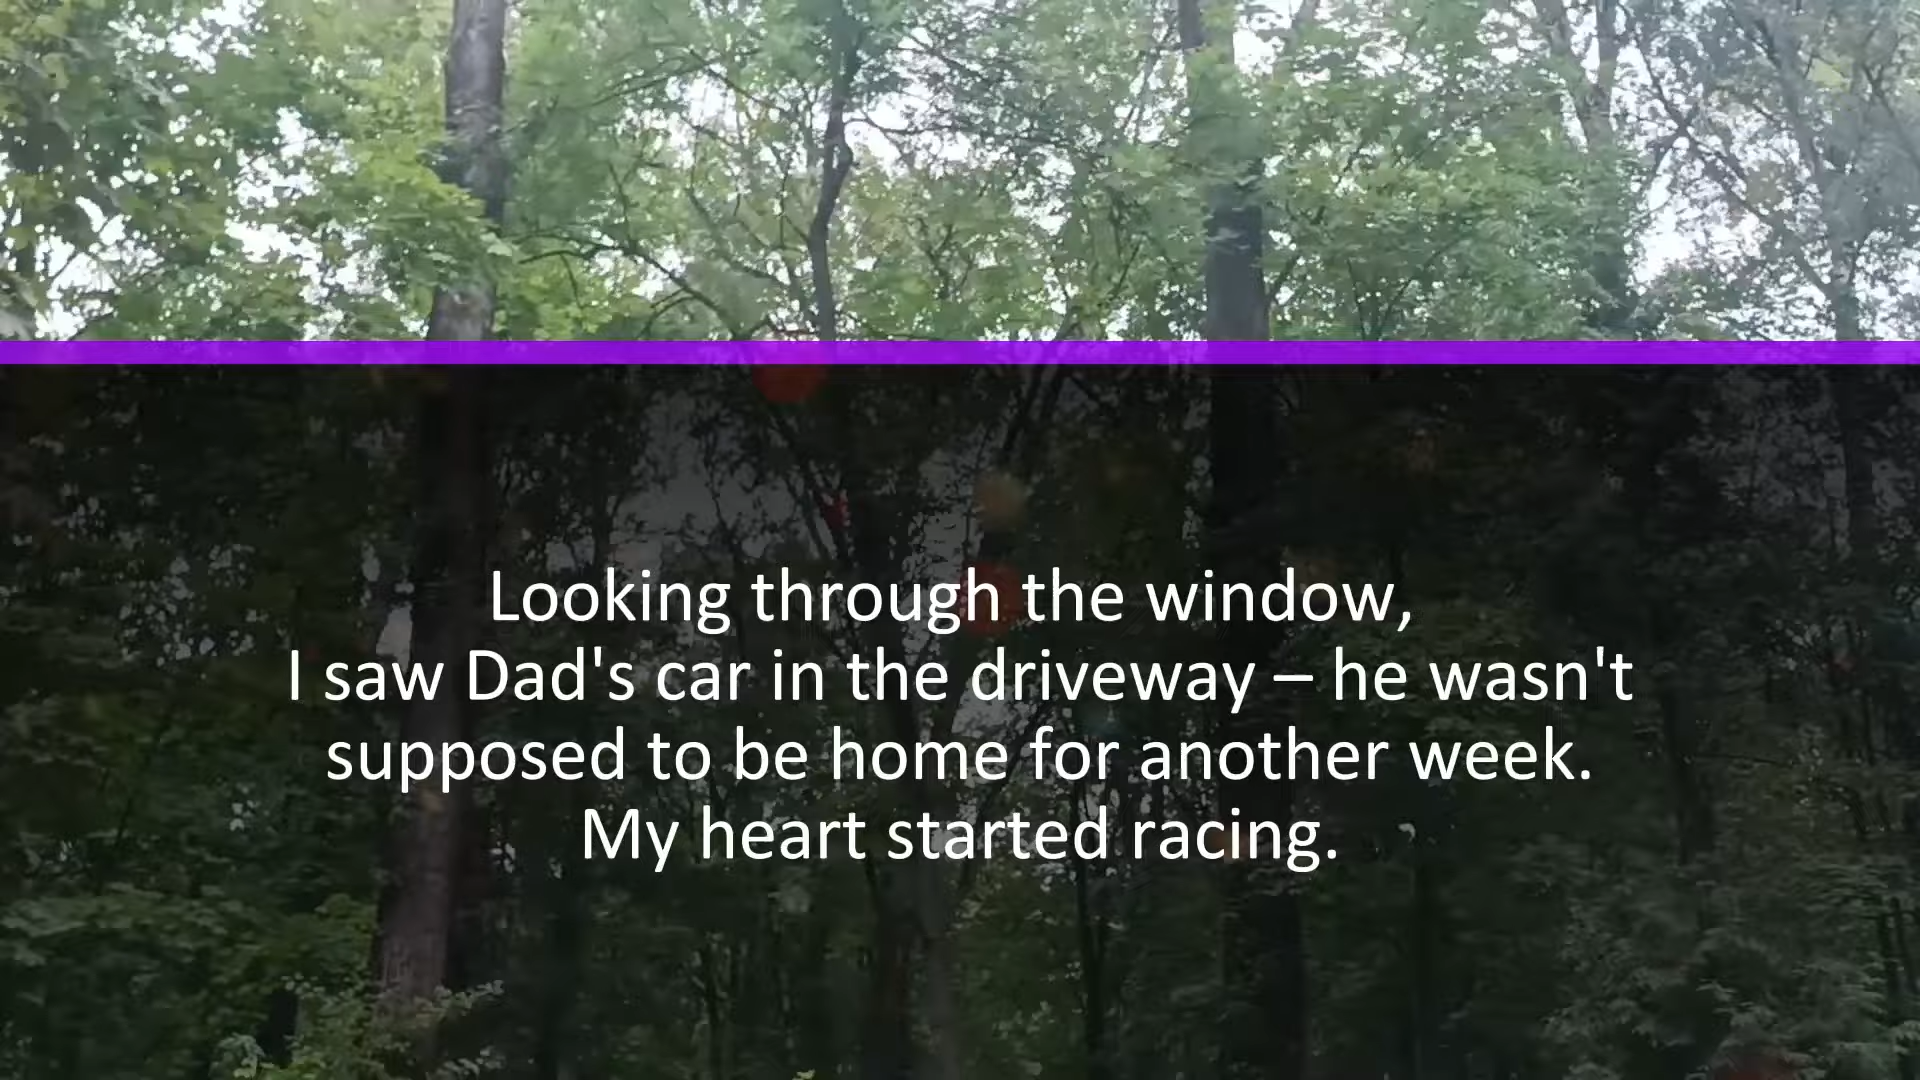 Looking through the window,
I saw Dad's car in the driveway – he wasn't
supposed to be home for another week.
My heart started racing.